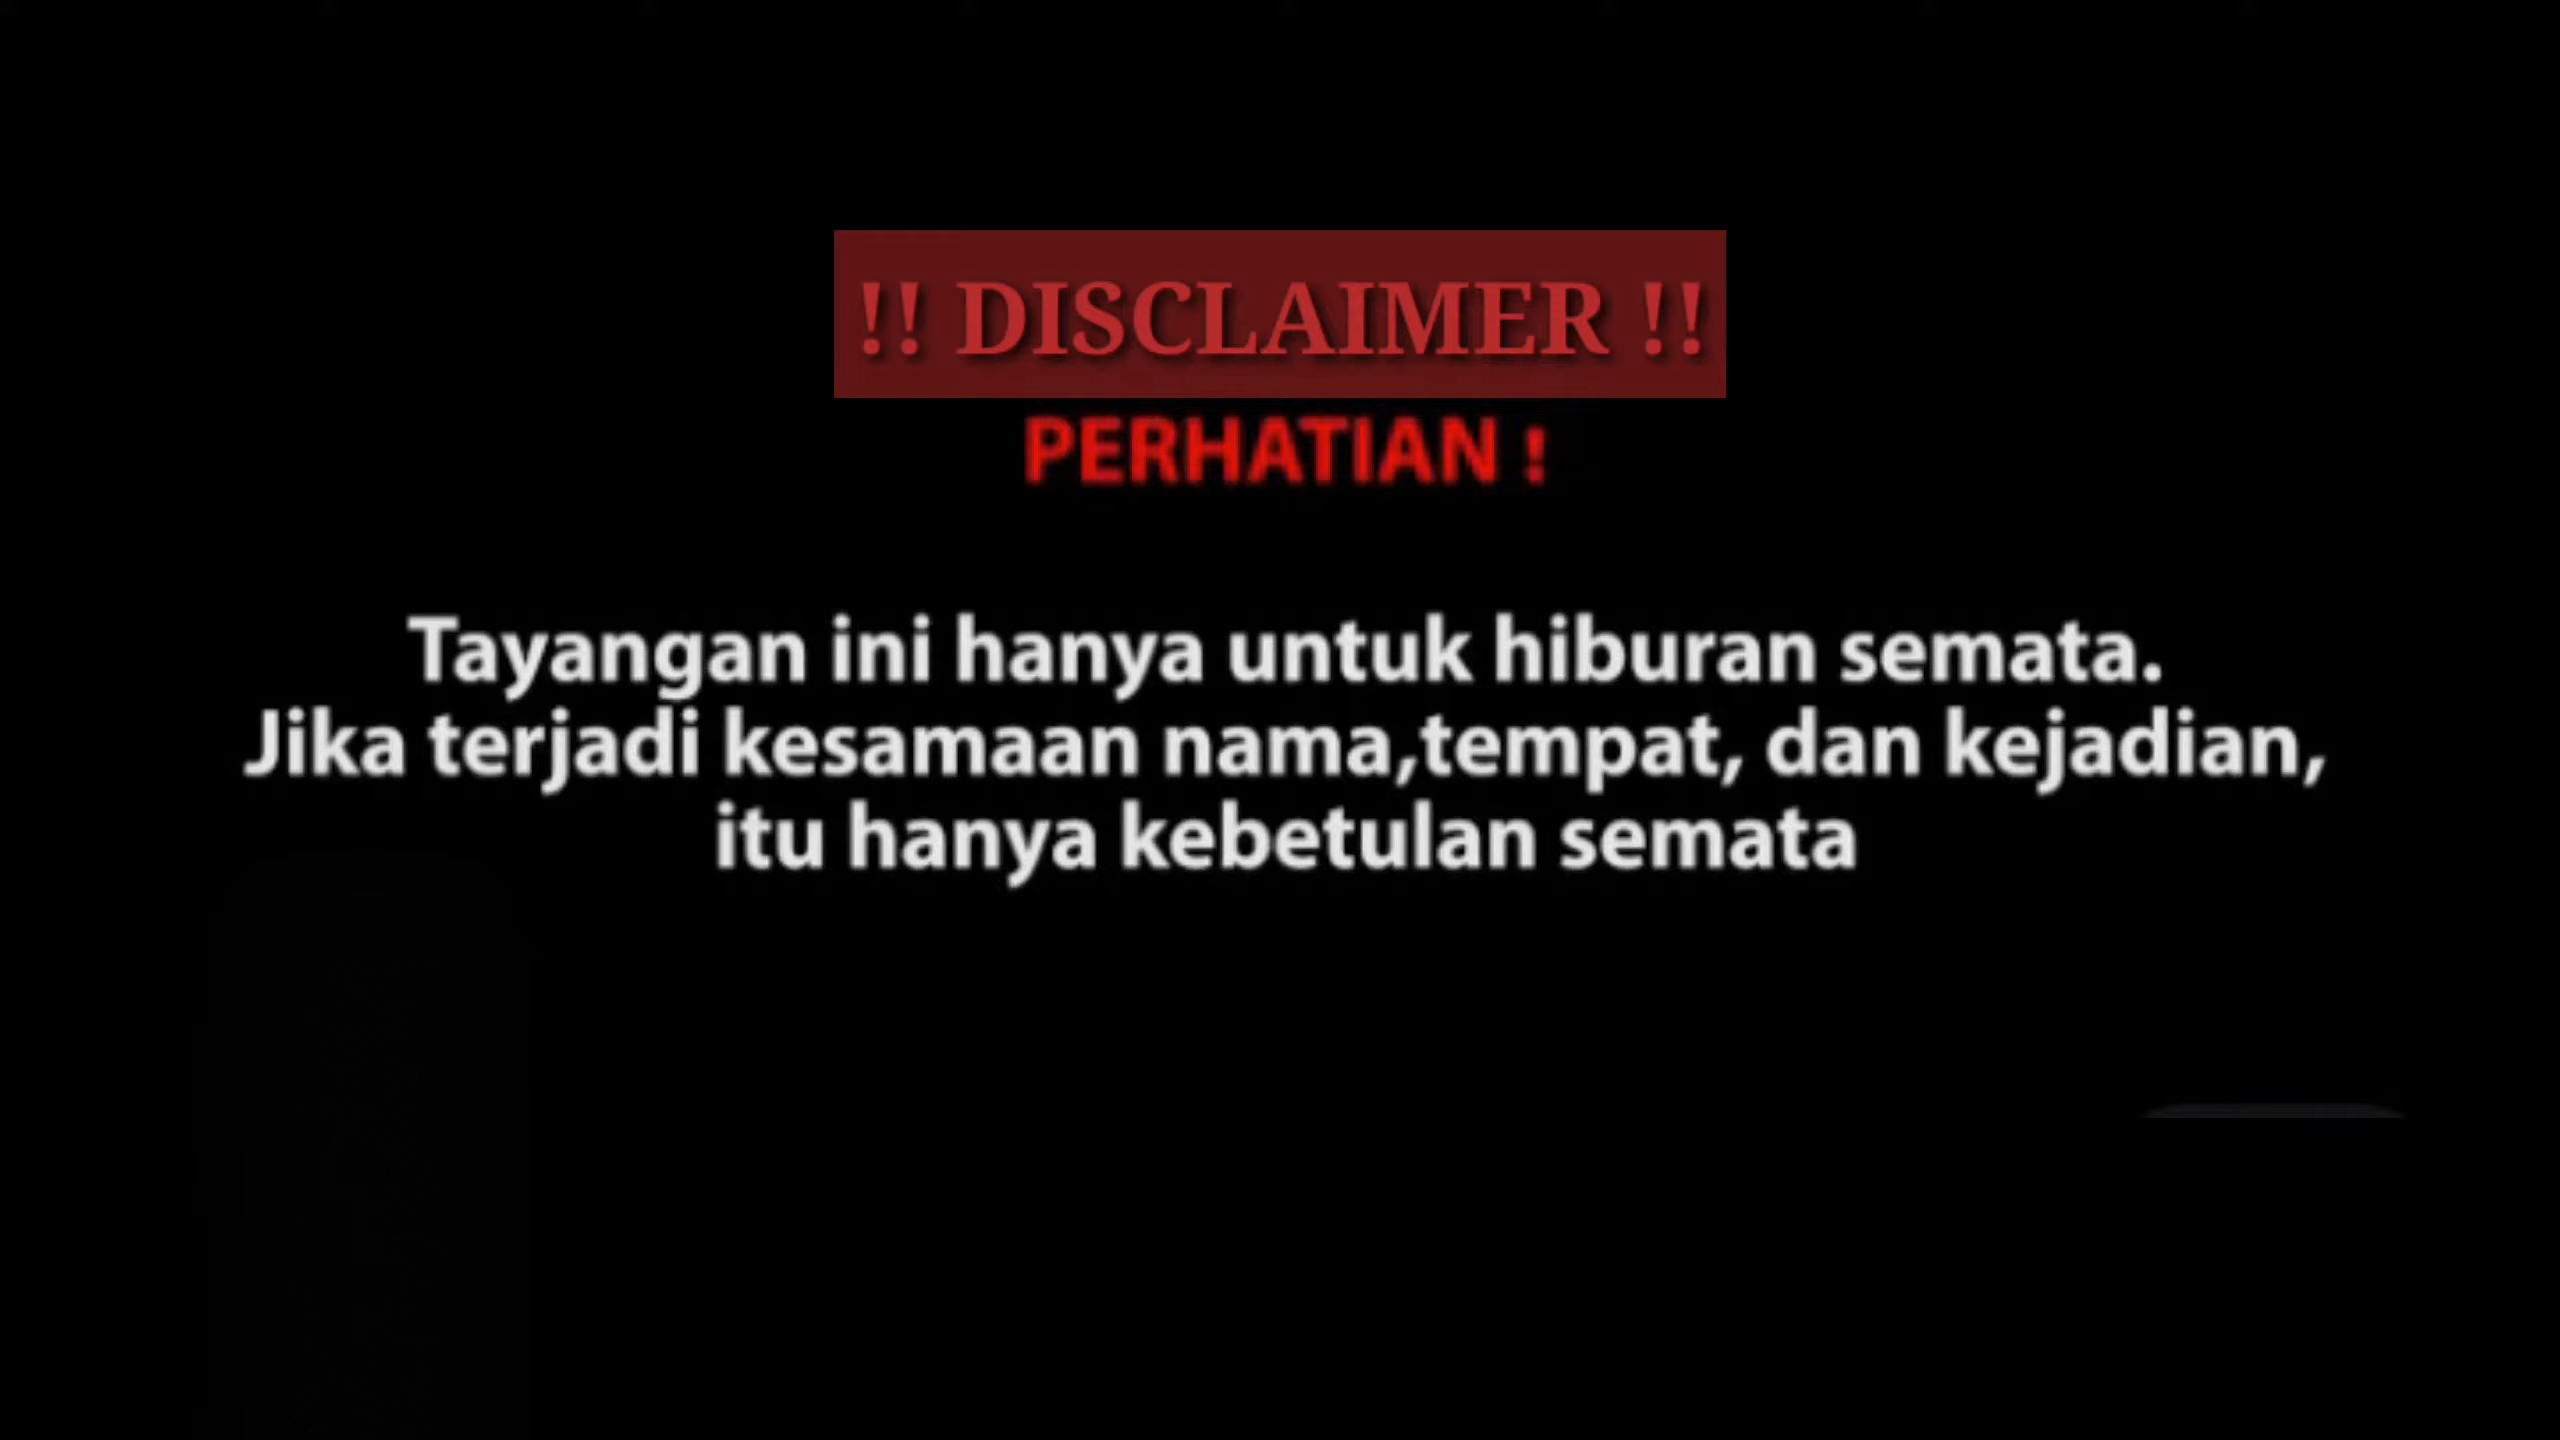 !! DISCLAIMER !!
PERHATIAN !
Tayangan ini hanya untuk hiburan semata.
Jika terjadi kesamaan nama,tempat, dan kejadian,
itu hanya kebetulan semata